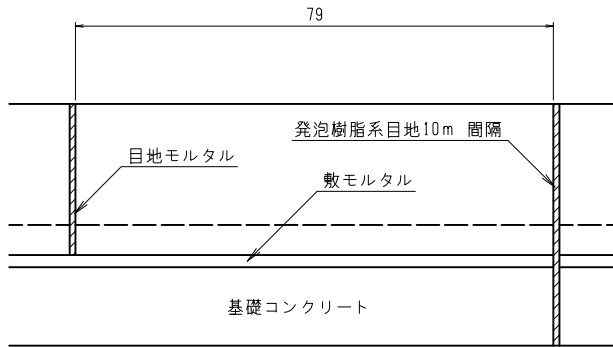 79
発泡樹脂系目地10m 間隔
目地モルタル
敷モルタル
基礎コンクリート